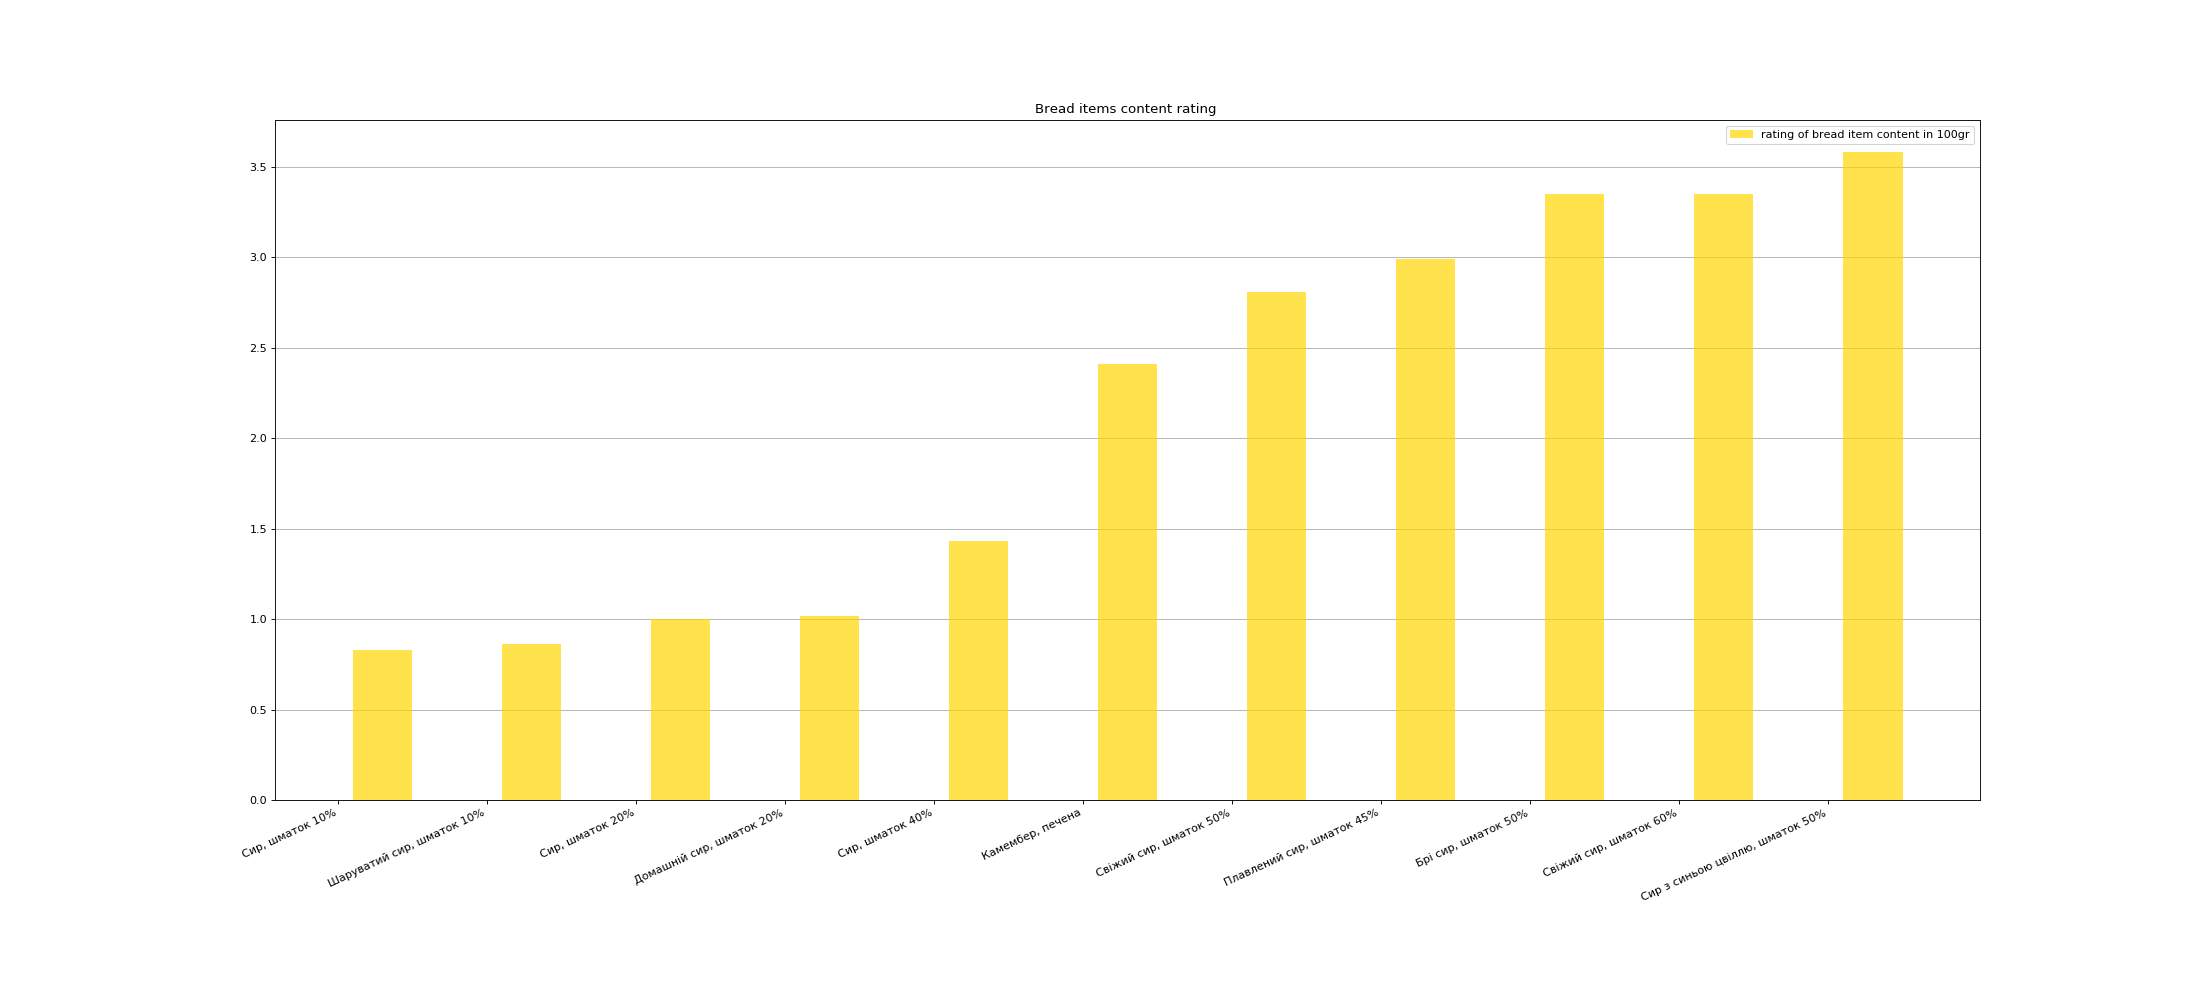 Bread items content rating
rating of bread item content in 100gr
3.5
3.0
2.5
2.0
1.5
1.0
0.5
0.0
Сир, шматок 10%
Шаруватий сир, шматок 10%
Сир, шматок 20%
Домашній сир, шматок 20%
Сир, шматок 40%
Камембер, печена
Свіжий сир, шматок 50%
Плавлений сир, шматок 45%
Брі сир, шматок 50%
Свіжий сир, шматок 60%
Сир з синьою цвіллю, шматок 50%